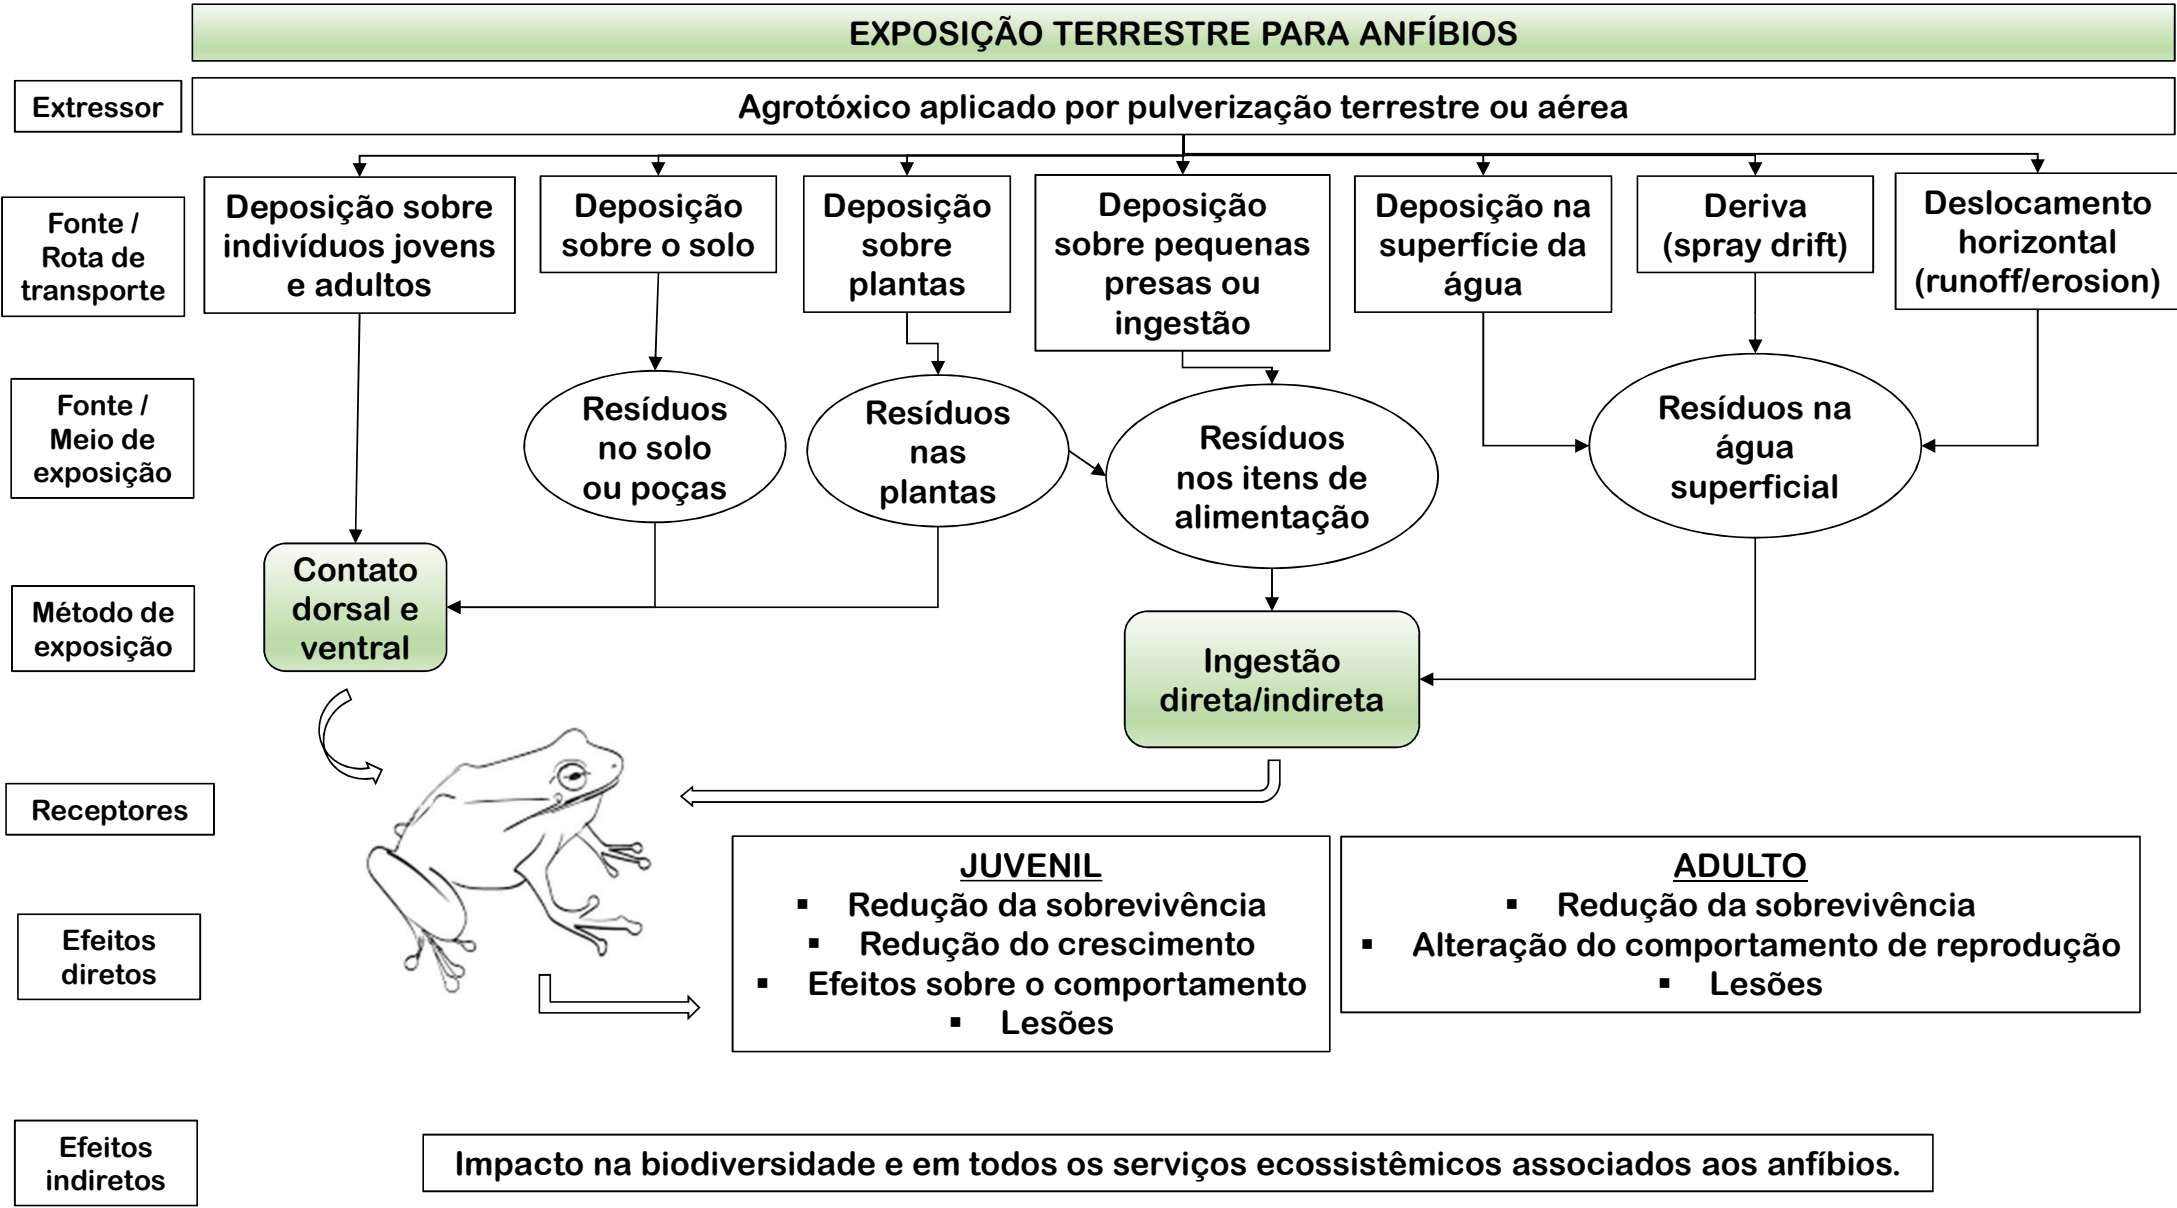 EXPOSIÇÃO TERRESTRE PARA ANFÍBIOS
Extressor
Agrotóxico aplicado por pulverização terrestre ou aérea
Fonte /
Rota de
transporte
Deposição sobre
indivíduos jovens
e adultos
Deposição
sobre o solo
Deposição
sobre
plantas
Deposição
sobre pequenas
presas ou
ingestão
Deposição na
superfície da
água
Deriva
(spray drift)
Deslocamento
horizontal
(runoff/erosion)
Fonte /
Meio de
exposição
Resíduos
no solo
ou poças
Resíduos
nas
plantas
Resíduos
nos itens de
alimentação
Resíduos na
água
superficial
Método de
exposição
Contato
dorsal e
ventral
Ingestão
direta/indireta
Receptores
Efeitos
diretos
JUVENIL
▪ Redução da sobrevivência
▪ Redução do crescimento
▪ Efeitos sobre o comportamento
▪ Lesões
ADULTO
▪ Redução da sobrevivência
▪ Alteração do comportamento de reprodução
▪ Lesões
Efeitos
indiretos
Impacto na biodiversidade e em todos os serviços ecossistêmicos associados aos anfíbios.